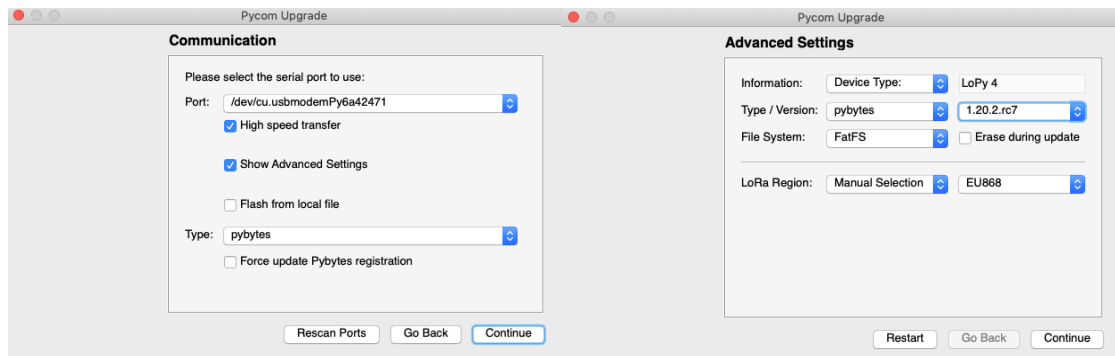 Pycom Upgrade
Communication
Please select the serial port to use:
Port: /dev/cu.usbmodemPy6a42471
High speed transfer
Show Advanced Settings
Flash from local file
Type: pybytes
Force update Pybytes registration
Rescan Ports Go Back Continue
Pycom Upgrade
Advanced Settings
Information: Device Type: LoPy 4
Type / Version: pybytes 1.20.2.rc7
File System: FatFS Erase during update
LoRa Region: Manual Selection EU868
Restart Go Back Continue